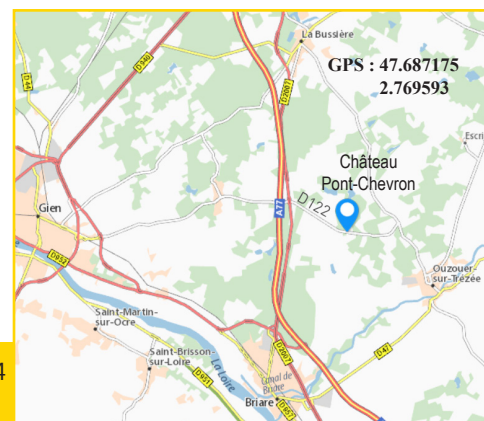 La Bussière
D940
D44
D2007
GPS : 47.687175
2.769593
Escri
Château
Pont-Chevron
D122
A77
Gien
D952
Ouzouer-
sur-Trézée
Saint-Martin-
sur-Ocre
Saint-Brisson-
sur-Loire
La Loire
D2007
D47
4
D951
Canal de
Briare
Briare
D957